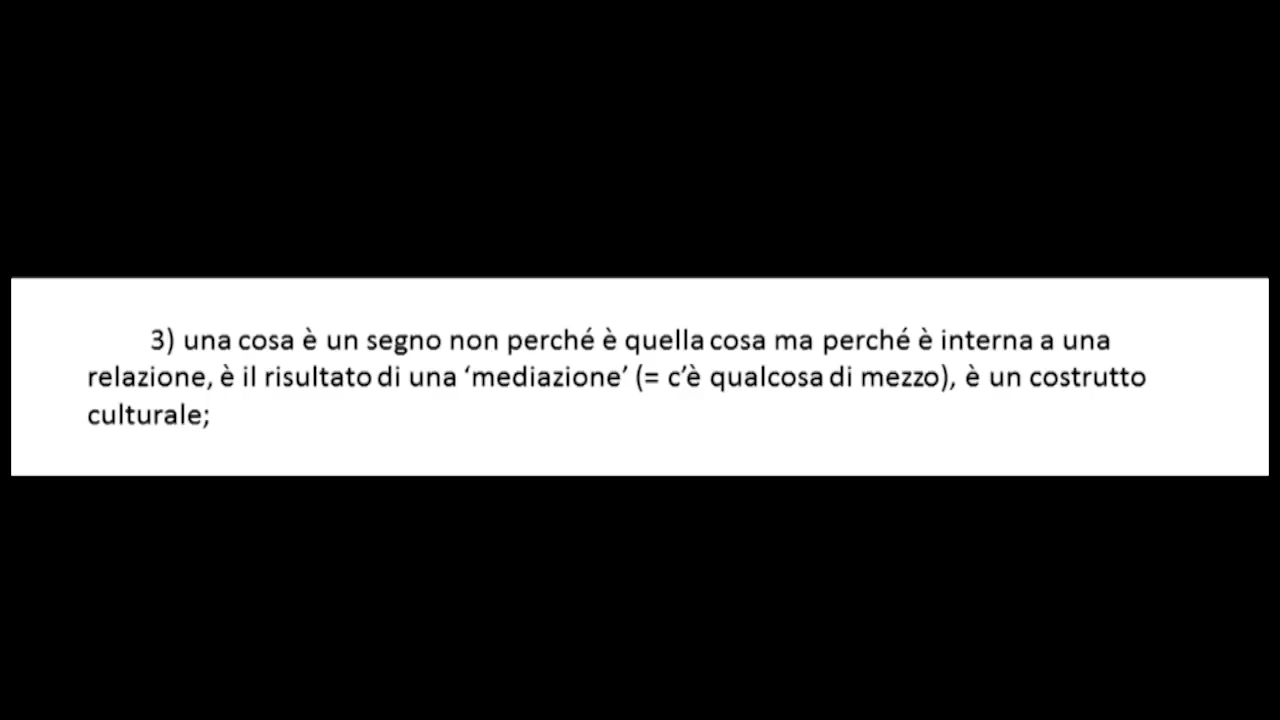 3) una cosa è un segno non perché è quella cosa ma perché è interna a una
relazione, è il risultato di una ‘mediazione’ (= c’è qualcosa di mezzo), è un costrutto
culturale;